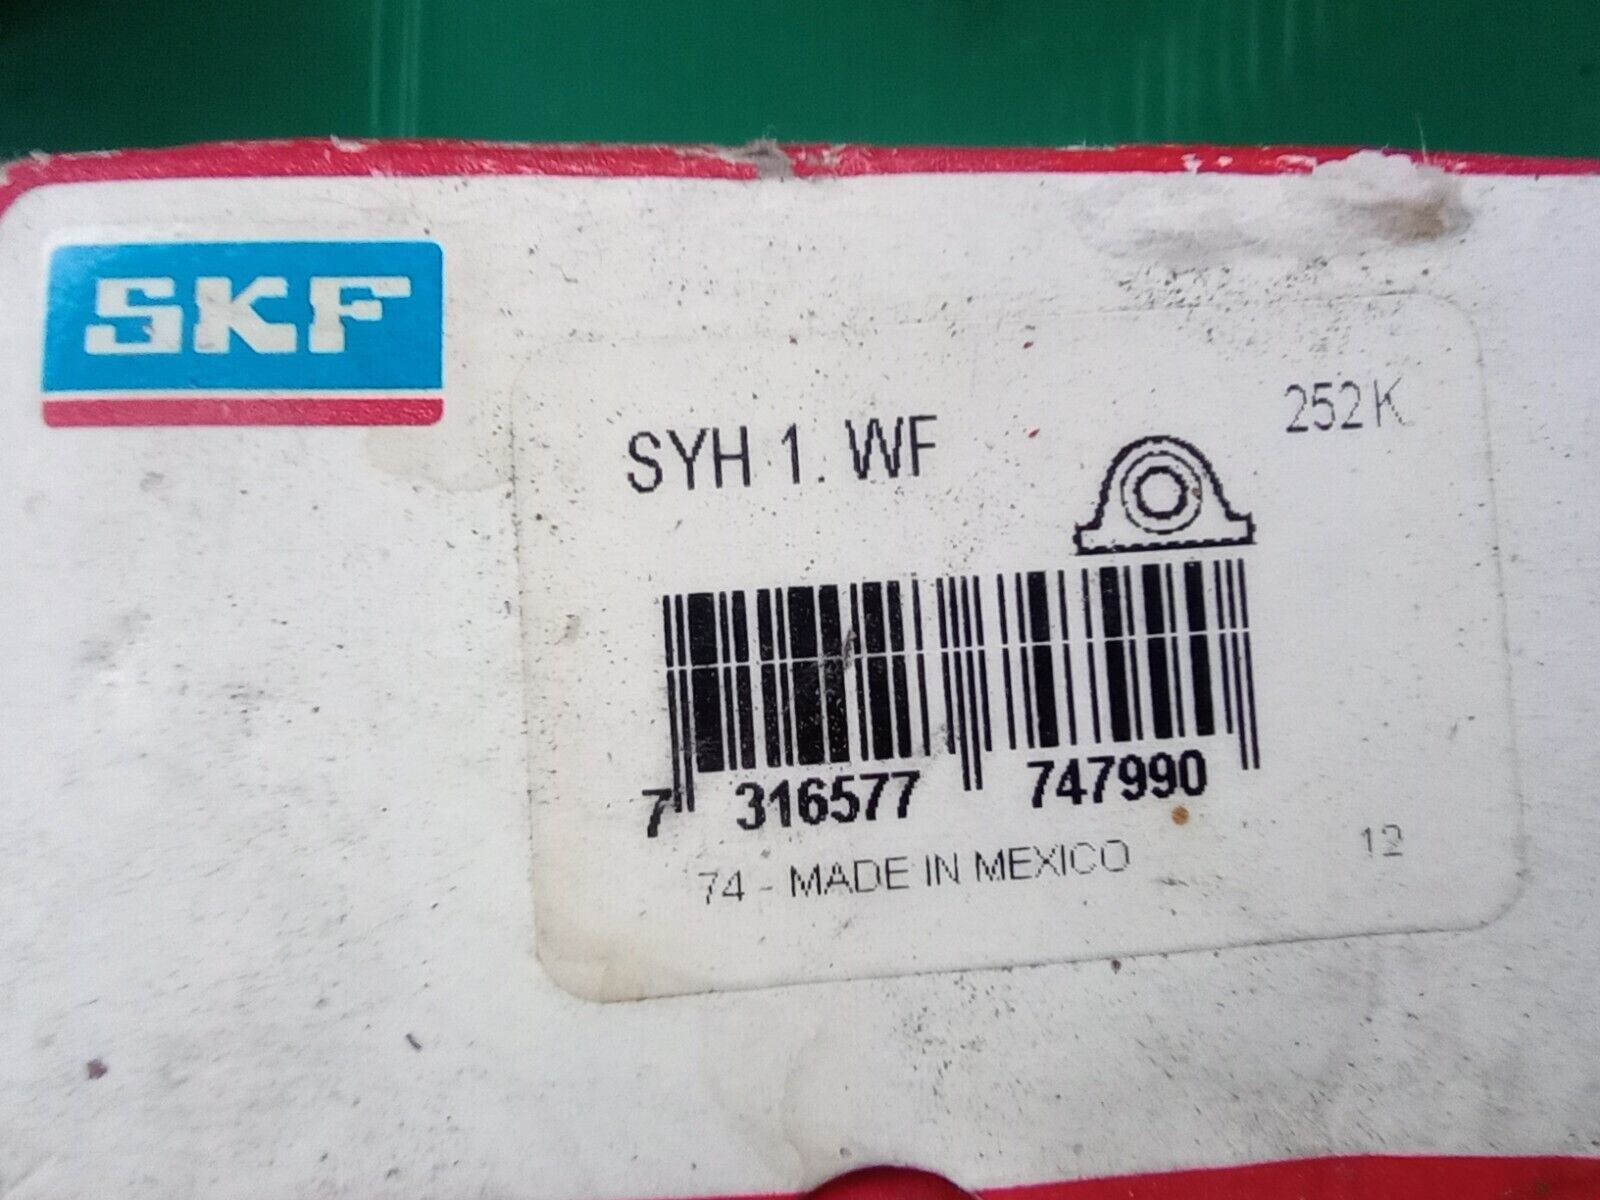 SKF
252K
SYH 1. WF
7 316577 747990
74 - MADE IN MEXICO 12